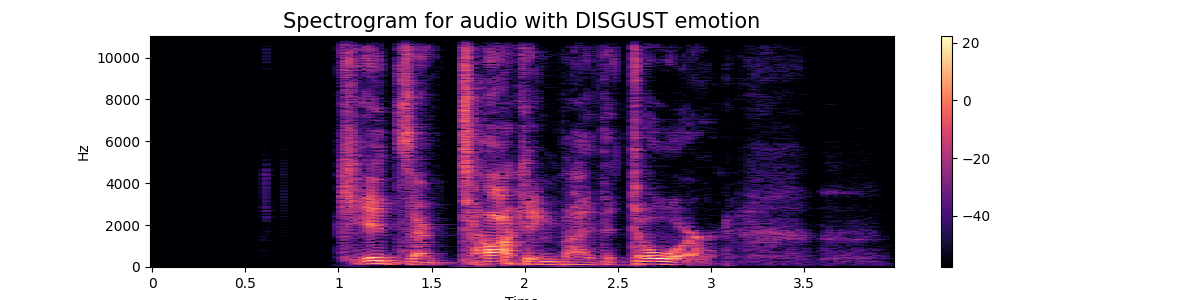 Spectrogram for audio with DISGUST emotion
10000
8000
6000
4000
2000
0
Hz
0 0.5 1 1.5 2 2.5 3 3.5
Time
20
0
−20
−40